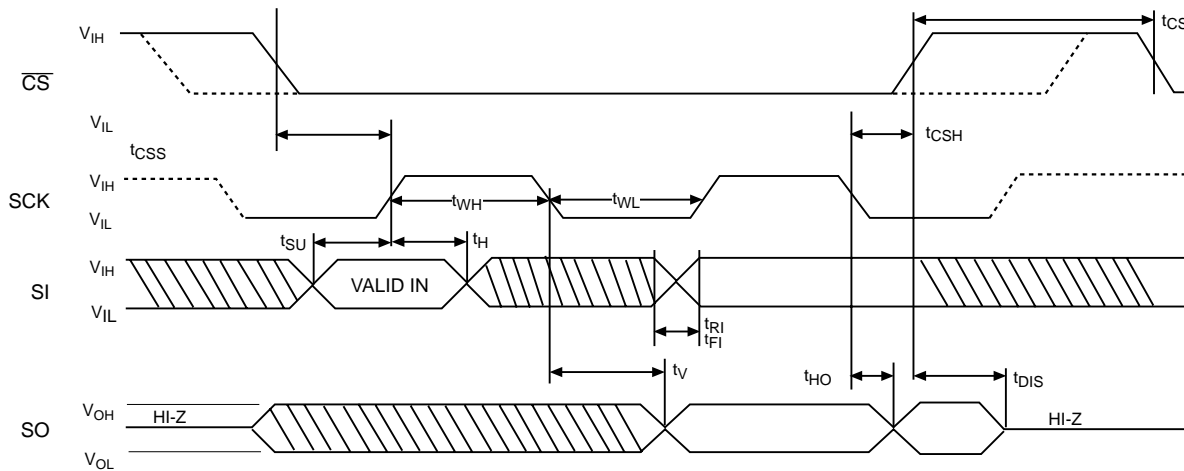 tCS
VIH
CS
VIL
tCSS
tCSH
VIH
SCK
VIL
tWH
tWL
tSU
tH
VIH
SI
VALID IN
VIL
tRI
tFI
tV
tHO
tDIS
VOH
HI-Z
HI-Z
SO
VOL